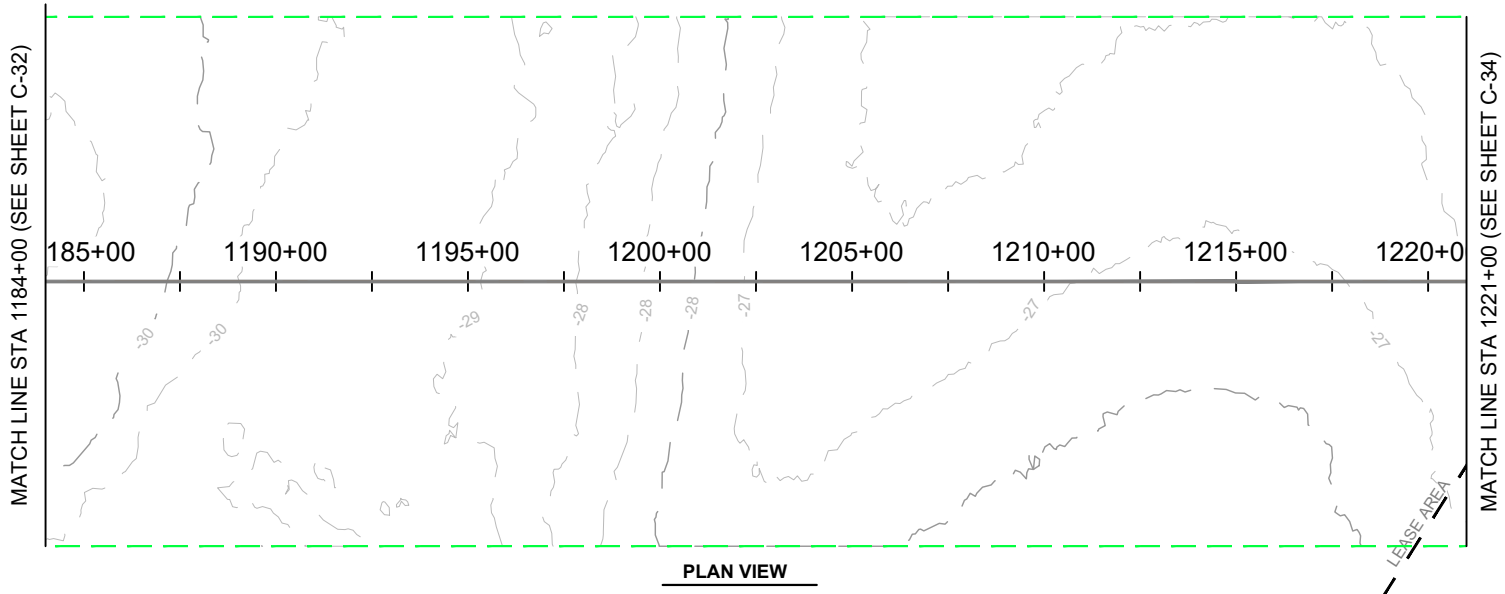 MATCH LINE STA 1184+00 (SEE SHEET C-32)
185+00 1190+00 1195+00 1200+00 1205+00 1210+00 1215+00 1220+0
-30 -30 -29 -28 -28 -28 -27 -27 -27
LEASE AREA
MATCH LINE STA 1221+00 (SEE SHEET C-34)
PLAN VIEW